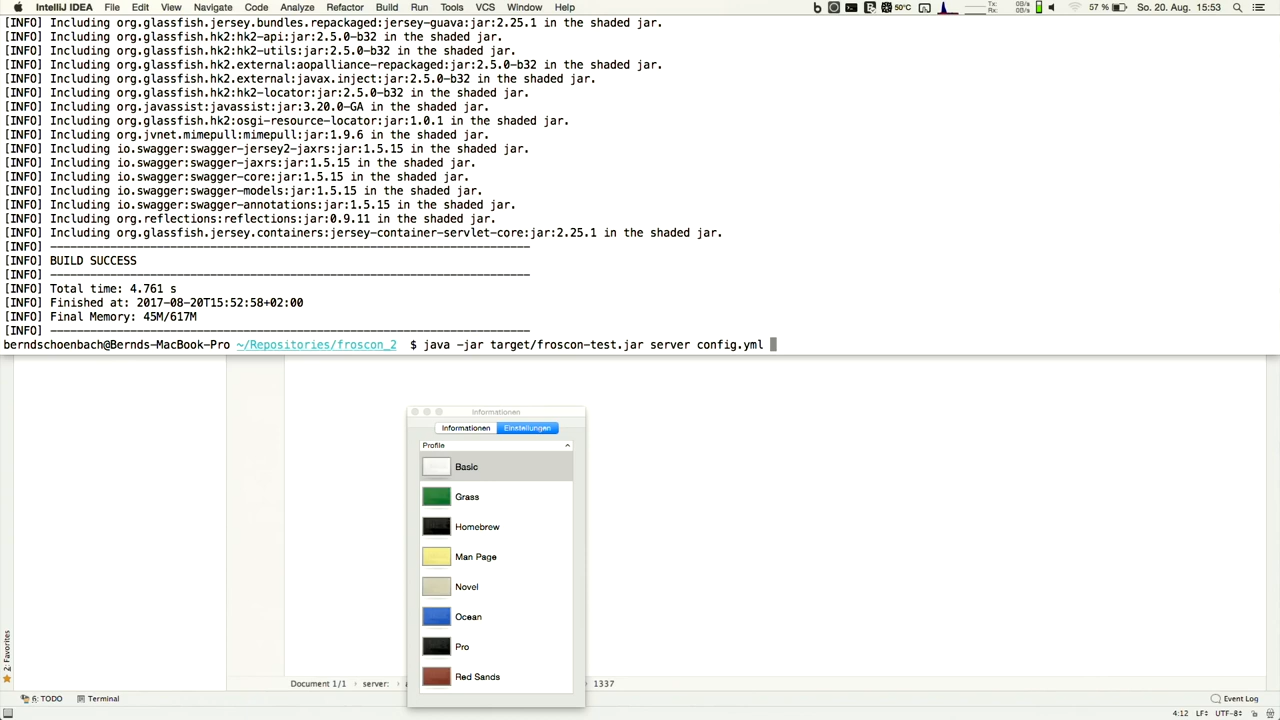 IntelliJ IDEA File Edit View Navigate Code Analyze Refactor Build Run Tools VCS Window Help 50°C Tx: Rx: 0B/s 0B/s 57 % So. 20. Aug. 15:53
[INFO] Including org.glassfish.jersey.bundles.repackaged:jersey-guava:jar:2.25.1 in the shaded jar.
[INFO] Including org.glassfish.hk2:hk2-api:jar:2.5.0-b32 in the shaded jar.
[INFO] Including org.glassfish.hk2:hk2-utils:jar:2.5.0-b32 in the shaded jar.
[INFO] Including org.glassfish.hk2.external:aopalliance-repackaged:jar:2.5.0-b32 in the shaded jar.
[INFO] Including org.glassfish.hk2.external:javax.inject:jar:2.5.0-b32 in the shaded jar.
[INFO] Including org.glassfish.hk2:hk2-locator:jar:2.5.0-b32 in the shaded jar.
[INFO] Including org.javassist:javassist:jar:3.20.0-GA in the shaded jar.
[INFO] Including org.glassfish.hk2:osgi-resource-locator:jar:1.0.1 in the shaded jar.
[INFO] Including org.jvnet.mimepull:mimepull:jar:1.9.6 in the shaded jar.
[INFO] Including io.swagger:swagger-jersey2-jaxrs:jar:1.5.15 in the shaded jar.
[INFO] Including io.swagger:swagger-jaxrs:jar:1.5.15 in the shaded jar.
[INFO] Including io.swagger:swagger-core:jar:1.5.15 in the shaded jar.
[INFO] Including io.swagger:swagger-models:jar:1.5.15 in the shaded jar.
[INFO] Including io.swagger:swagger-annotations:jar:1.5.15 in the shaded jar.
[INFO] Including org.reflections:reflections:jar:0.9.11 in the shaded jar.
[INFO] Including org.glassfish.jersey.containers:jersey-container-servlet-core:jar:2.25.1 in the shaded jar.
[INFO] ------------------------------------------------------------------------
[INFO] BUILD SUCCESS
[INFO] ------------------------------------------------------------------------
[INFO] Total time: 4.761 s
[INFO] Finished at: 2017-08-20T15:52:58+02:00
[INFO] Final Memory: 45M/617M
[INFO] ------------------------------------------------------------------------
berndschoenbach@Bernds-MacBook-Pro ~/Repositories/froscon_2 $ java -jar target/froscon-test.jar server config.yml
Informationen
Informationen Einstellungen
Profile
Basic
Grass
Homebrew
Man Page
Novel
Ocean
Pro
Red Sands
2: Favorites
Document 1/1 › server: › 1337
6: TODO Terminal Event Log
4:12 LF÷ UTF-8÷